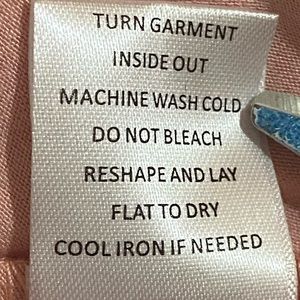 TURN GARMENT
INSIDE OUT
MACHINE WASH COLD
DO NOT BLEACH
RESHAPE AND LAY
FLAT TO DRY
COOL IRON IF NEEDED